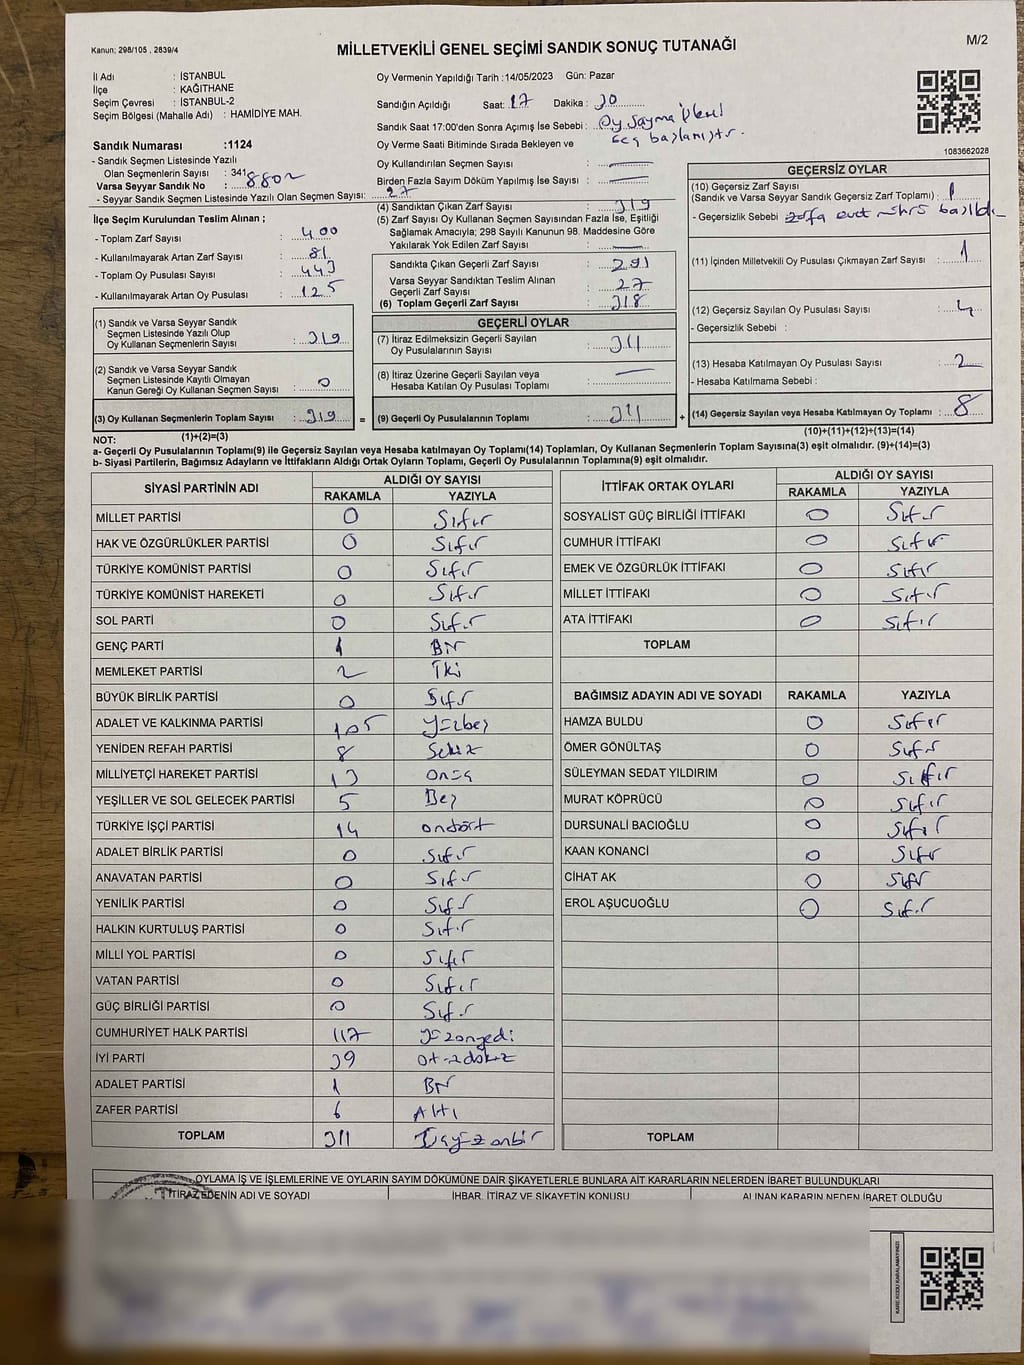 Kanun; 298/105 , 2839/4
MİLLETVEKİLİ GENEL SEÇİMİ SANDIK SONUÇ TUTANAĞI
M/2
İl Adı : İSTANBUL
İlçe : KAĞITHANE
Seçim Çevresi : İSTANBUL-2
Seçim Bölgesi (Mahalle Adı) : HAMİDİYE MAH.
Sandık Numarası :1124
- Sandık Seçmen Listesinde Yazılı
Olan Seçmenlerin Sayısı : 341
Varsa Seyyar Sandık No : 8802
- Seyyar Sandık Seçmen Listesinde Yazılı Olan Seçmen Sayısı: 27
İlçe Seçim Kurulundan Teslim Alınan ;
- Toplam Zarf Sayısı : 400
- Kullanılmayarak Artan Zarf Sayısı : 81
- Toplam Oy Pusulası Sayısı : 443
- Kullanılmayarak Artan Oy Pusulası : 125
Oy Vermenin Yapıldığı Tarih :14/05/2023 Gün: Pazar
Sandığın Açıldığı Saat: 17 Dakika : 30
Sandık Saat 17:00'den Sonra Açımış İse Sebebi : Oy sayma işlemi
geç başlamıştır.
Oy Verme Saati Bitiminde Sırada Bekleyen ve
Oy Kullandırılan Seçmen Sayısı : —
Birden Fazla Sayım Döküm Yapılmış İse Sayısı : —
(4) Sandıktan Çıkan Zarf Sayısı : 319
(5) Zarf Sayısı Oy Kullanan Seçmen Sayısından Fazla İse, Eşitliği
Sağlamak Amacıyla; 298 Sayılı Kanunun 98. Maddesine Göre
Yakılarak Yok Edilen Zarf Sayısı : —
Sandıkta Çıkan Geçerli Zarf Sayısı : 291
Varsa Seyyar Sandıktan Teslim Alınan
Geçerli Zarf Sayısı : 27
(6) Toplam Geçerli Zarf Sayısı : 318
1083662028
GEÇERSİZ OYLAR
(10) Geçersiz Zarf Sayısı
(Sandık ve Varsa Seyyar Sandık Geçersiz Zarf Toplamı) : 1
- Geçersizlik Sebebi zarfa evet mührü basıldı
(11) İçinden Milletvekili Oy Pusulası Çıkmayan Zarf Sayısı : 1
(12) Geçersiz Sayılan Oy Pusulası Sayısı : 4
- Geçersizlik Sebebi :
(13) Hesaba Katılmayan Oy Pusulası Sayısı : 2
- Hesaba Katılmama Sebebi :
(1) Sandık ve Varsa Seyyar Sandık
Seçmen Listesinde Yazılı Olup
Oy Kullanan Seçmenlerin Sayısı : 319
(2) Sandık ve Varsa Seyyar Sandık
Seçmen Listesinde Kayıtlı Olmayan
Kanun Gereği Oy Kullanan Seçmen Sayısı : 0
GEÇERLİ OYLAR
(7) İtiraz Edilmeksizin Geçerli Sayılan
Oy Pusulalarının Sayısı : 311
(8) İtiraz Üzerine Geçerli Sayılan veya
Hesaba Katılan Oy Pusulası Toplamı : —
(3) Oy Kullanan Seçmenlerin Toplam Sayısı : 319 = (9) Geçerli Oy Pusulalarının Toplamı : 311 + (14) Geçersiz Sayılan veya Hesaba Katılmayan Oy Toplamı : 8
(1)+(2)=(3)
(10)+(11)+(12)+(13)=(14)
NOT:
a- Geçerli Oy Pusulalarının Toplamı(9) ile Geçersiz Sayılan veya Hesaba katılmayan Oy Toplamı(14) Toplamları, Oy Kullanan Seçmenlerin Toplam Sayısına(3) eşit olmalıdır. (9)+(14)=(3)
b- Siyasi Partilerin, Bağımsız Adayların ve İttifakların Aldığı Ortak Oyların Toplamı, Geçerli Oy Pusulalarının Toplamına(9) eşit olmalıdır.
SİYASİ PARTİNİN ADI ALDIĞI OY SAYISI
RAKAMLA YAZIYLA
MİLLET PARTİSİ 0 Sıfır
HAK VE ÖZGÜRLÜKLER PARTİSİ 0 Sıfır
TÜRKİYE KOMÜNİST PARTİSİ 0 Sıfır
TÜRKİYE KOMÜNİST HAREKETİ 0 Sıfır
SOL PARTİ 0 Sıfır
GENÇ PARTİ 1 Bir
MEMLEKET PARTİSİ 2 İki
BÜYÜK BİRLİK PARTİSİ 0 Sıfır
ADALET VE KALKINMA PARTİSİ 105 yüzbeş
YENİDEN REFAH PARTİSİ 8 Sekiz
MİLLİYETÇİ HAREKET PARTİSİ 13 onüç
YEŞİLLER VE SOL GELECEK PARTİSİ 5 Beş
TÜRKİYE İŞÇİ PARTİSİ 14 ondört
ADALET BİRLİK PARTİSİ 0 Sıfır
ANAVATAN PARTİSİ 0 Sıfır
YENİLİK PARTİSİ 0 Sıfır
HALKIN KURTULUŞ PARTİSİ 0 Sıfır
MİLLİ YOL PARTİSİ 0 Sıfır
VATAN PARTİSİ 0 Sıfır
GÜÇ BİRLİĞİ PARTİSİ 0 Sıfır
CUMHURİYET HALK PARTİSİ 117 yüzonyedi
İYİ PARTİ 39 otuzdokuz
ADALET PARTİSİ 1 Bir
ZAFER PARTİSİ 6 Altı
TOPLAM 311 Üçyüzonbir
İTTİFAK ORTAK OYLARI ALDIĞI OY SAYISI
RAKAMLA YAZIYLA
SOSYALIST GÜÇ BİRLİĞİ İTTİFAKI 0 Sıfır
CUMHUR İTTİFAKI 0 Sıfır
EMEK VE ÖZGÜRLÜK İTTİFAKI 0 Sıfır
MİLLET İTTİFAKI 0 Sıfır
ATA İTTİFAKI 0 Sıfır
TOPLAM
BAĞIMSIZ ADAYIN ADI VE SOYADI RAKAMLA YAZIYLA
HAMZA BULDU 0 Sıfır
ÖMER GÖNÜLTAŞ 0 Sıfır
SÜLEYMAN SEDAT YILDIRIM 0 Sıfır
MURAT KÖPRÜCÜ 0 Sıfır
DURSUNALİ BACIOĞLU 0 Sıfır
KAAN KONANCİ 0 Sıfır
CİHAT AK 0 Sıfır
EROL AŞUCUOĞLU 0 Sıfır
TOPLAM
OYLAMA İŞ VE İŞLEMLERİNE VE OYLARIN SAYIM DÖKÜMÜNE DAİR ŞİKAYETLERLE BUNLARA AİT KARARLARIN NELERDEN İBARET BULUNDUKLARI
İTİRAZ EDENİN ADI VE SOYADI İHBAR, İTİRAZ VE ŞİKAYETİN KONUSU ALINAN KARARIN NEDEN İBARET OLDUĞU
KARE KODU KARALAMAYINIZ!